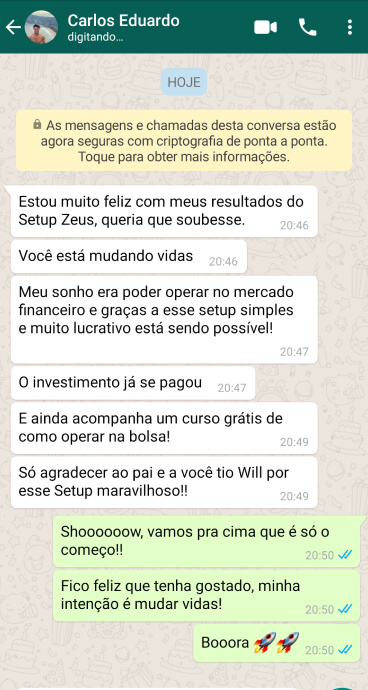 Carlos Eduardo
digitando...
HOJE
As mensagens e chamadas desta conversa estão
agora seguras com criptografia de ponta a ponta.
Toque para obter mais informações.
Estou muito feliz com meus resultados do
Setup Zeus, queria que soubesse.
20:46
Você está mudando vidas
20:46
Meu sonho era poder operar no mercado
financeiro e graças a esse setup simples
e muito lucrativo está sendo possível!
20:47
O investimento já se pagou
20:47
E ainda acompanha um curso grátis de
como operar na bolsa!
20:49
Só agradecer ao pai e a você tio Will por
esse Setup maravilhoso!!
20:49
Shoooooow, vamos pra cima que é só o
começo!!
20:50
Fico feliz que tenha gostado, minha
intenção é mudar vidas!
20:50
Booora 🚀🚀
20:50